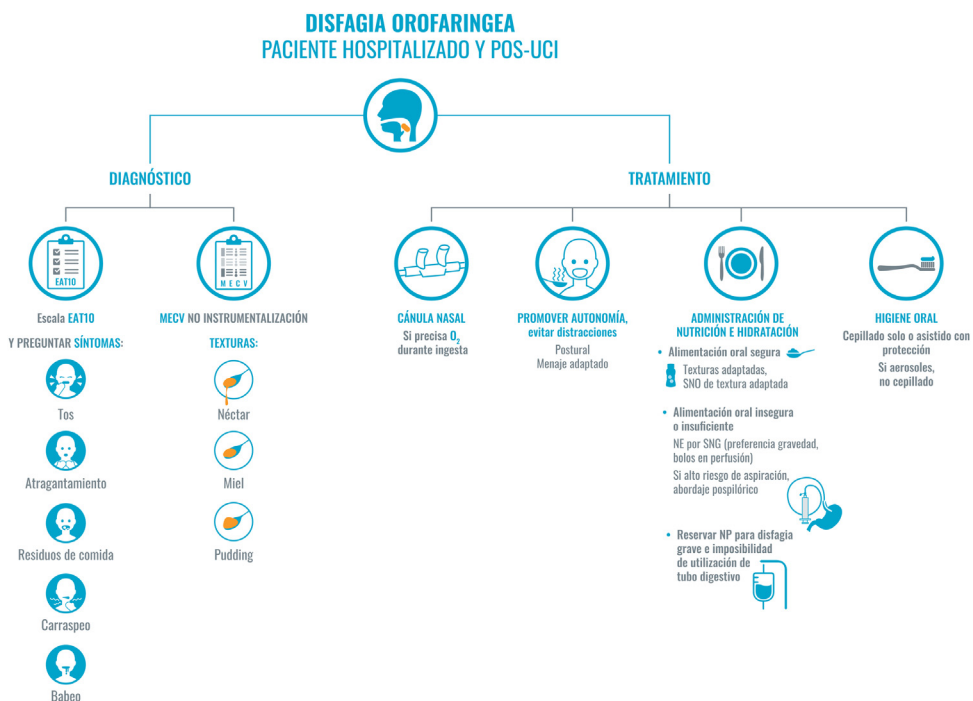 DISFAGIA OROFARINGEA
PACIENTE HOSPITALIZADO Y POS-UCI
DIAGNÓSTICO
EAT10
Escala EAT10
Y PREGUNTAR SÍNTOMAS:
Tos
Atragantamiento
Residuos de comida
Carraspeo
Babeo
MECV
MECV NO INSTRUMENTALIZACIÓN
TEXTURAS:
Néctar
Miel
Pudding
TRATAMIENTO
CÁNULA NASAL
Si precisa O₂
durante ingesta
PROMOVER AUTONOMÍA,
evitar distracciones
Postural
Menaje adaptado
ADMINISTRACIÓN DE
NUTRICIÓN E HIDRATACIÓN
• Alimentación oral segura
Texturas adaptadas,
SNO de textura adaptada
• Alimentación oral insegura
o insuficiente
NE por SNG (preferencia gravedad,
bolos en perfusión)
Si alto riesgo de aspiración,
abordaje pospilórico
• Reservar NP para disfagia
grave e imposibilidad
de utilización de
tubo digestivo
HIGIENE ORAL
Cepillado solo o asistido con
protección
Si aerosoles,
no cepillado